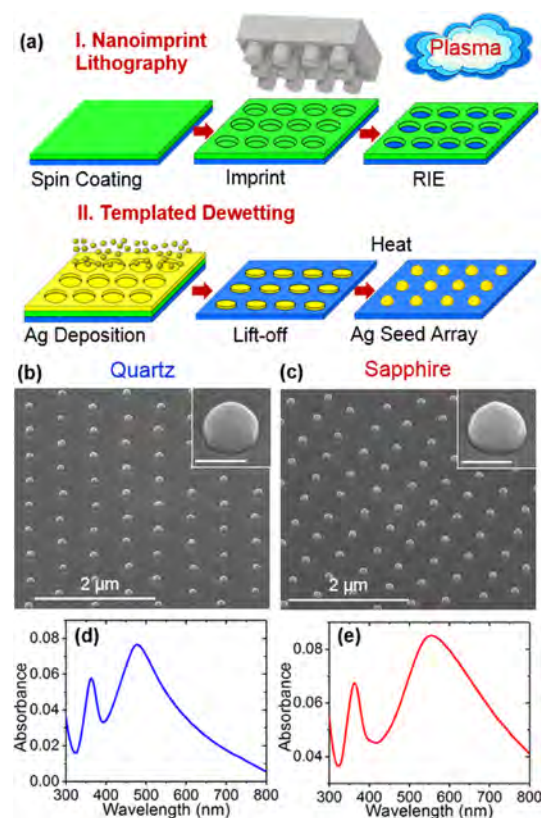 (a)
I. Nanoimprint
Lithography
Plasma
Spin Coating
Imprint
RIE
II. Templated Dewetting
Heat
Ag Deposition
Lift-off
Ag Seed Array
(b)
Quartz
(c)
Sapphire
2 µm
2 µm
(d)
Absorbance
0.08
0.06
0.04
0.02
0.00
300 400 500 600 700 800
Wavelength (nm)
(e)
Absorbance
0.08
0.06
0.04
300 400 500 600 700 800
Wavelength (nm)